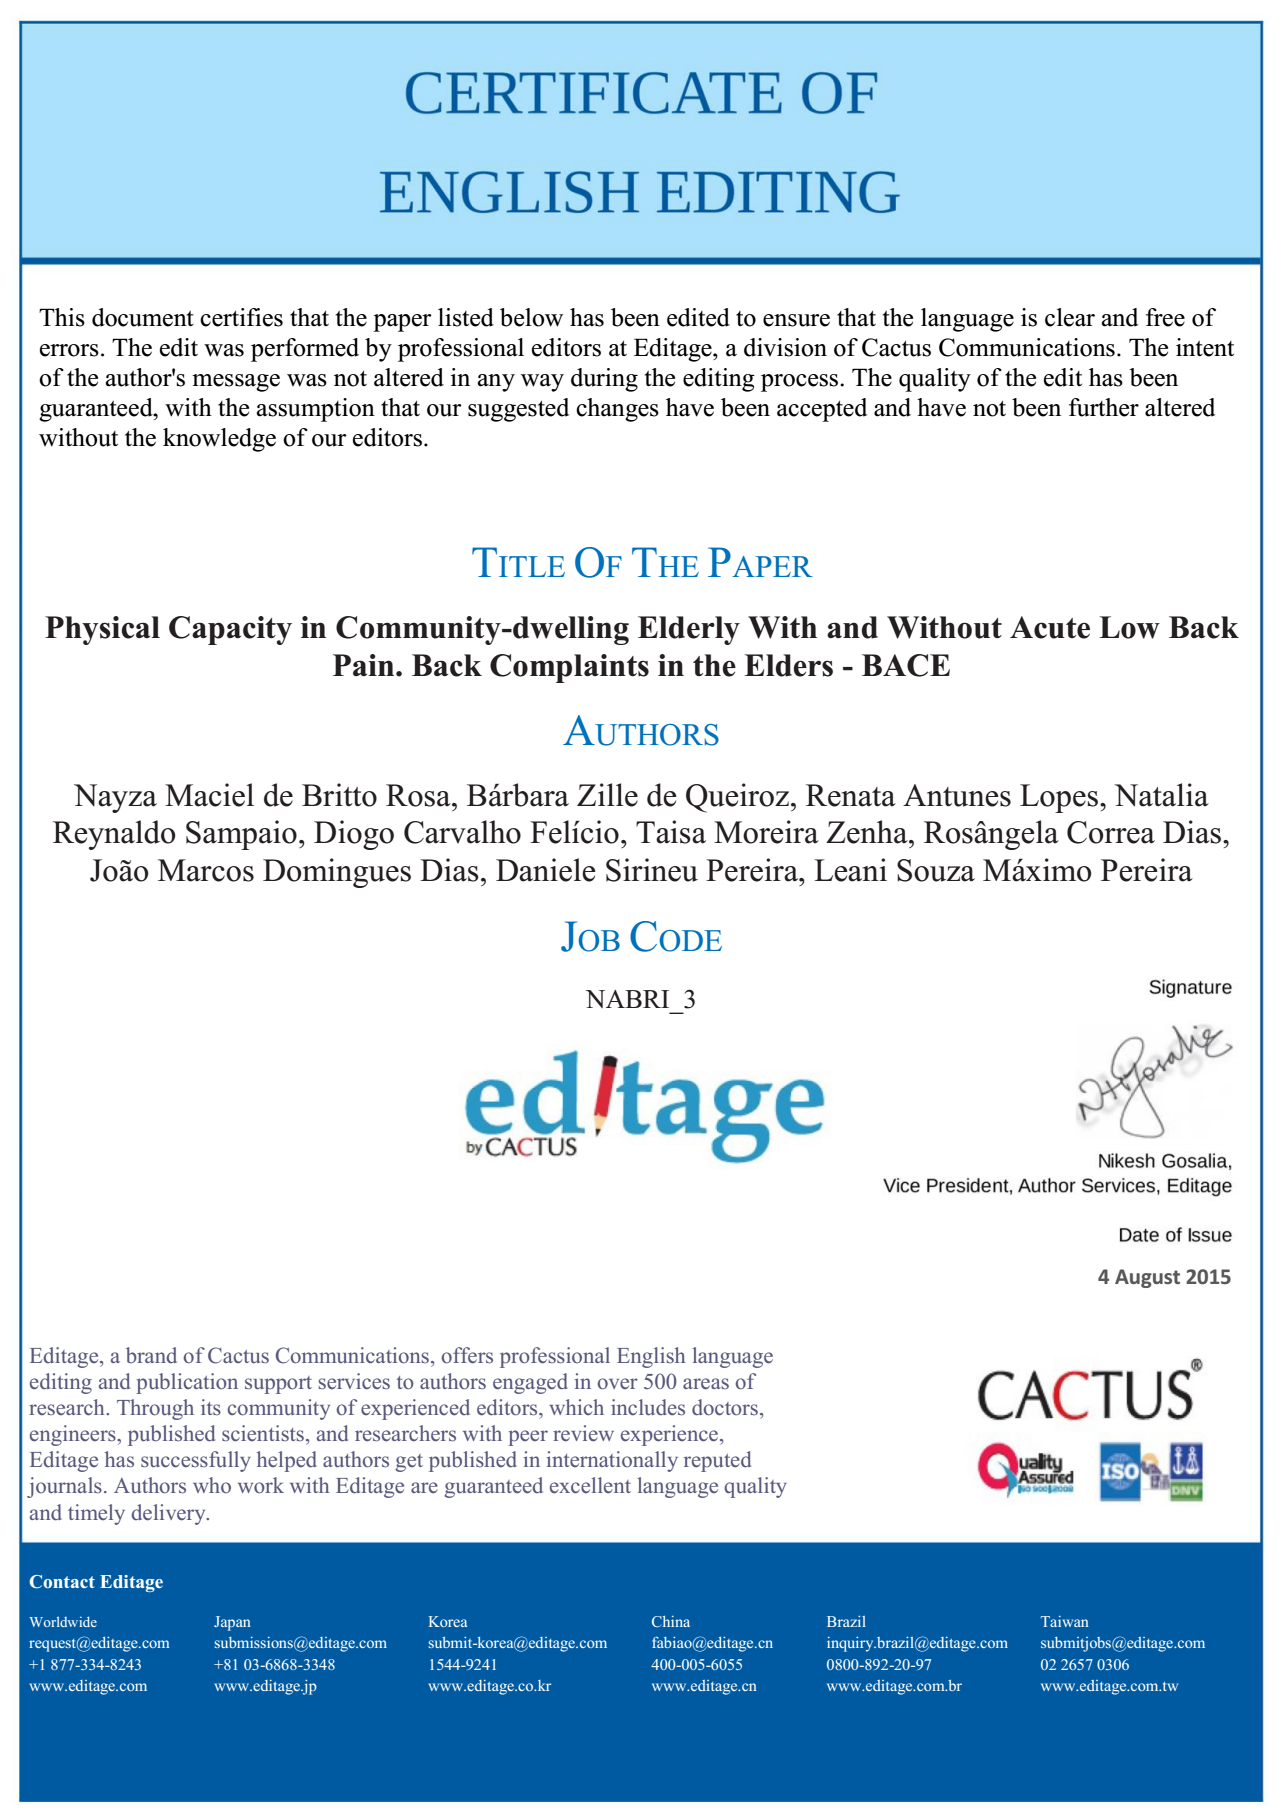 CERTIFICATE OF
ENGLISH EDITING
This document certifies that the paper listed below has been edited to ensure that the language is clear and free of
errors. The edit was performed by professional editors at Editage, a division of Cactus Communications. The intent
of the author's message was not altered in any way during the editing process. The quality of the edit has been
guaranteed, with the assumption that our suggested changes have been accepted and have not been further altered
without the knowledge of our editors.
TITLE OF THE PAPER
Physical Capacity in Community-dwelling Elderly With and Without Acute Low Back
Pain. Back Complaints in the Elders - BACE
AUTHORS
Nayza Maciel de Britto Rosa, Bárbara Zille de Queiroz, Renata Antunes Lopes, Natalia
Reynaldo Sampaio, Diogo Carvalho Felício, Taisa Moreira Zenha, Rosângela Correa Dias,
João Marcos Domingues Dias, Daniele Sirineu Pereira, Leani Souza Máximo Pereira
JOB CODE
NABRI_3
editage
by CACTUS
Signature
NHGosalia
Nikesh Gosalia,
Vice President, Author Services, Editage
Date of Issue
4 August 2015
Editage, a brand of Cactus Communications, offers professional English language
editing and publication support services to authors engaged in over 500 areas of
research. Through its community of experienced editors, which includes doctors,
engineers, published scientists, and researchers with peer review experience,
Editage has successfully helped authors get published in internationally reputed
journals. Authors who work with Editage are guaranteed excellent language quality
and timely delivery.
CACTUS®
Quality
Assured
ISO 9001:2008
ISO
DNV
Contact Editage
Worldwide
request@editage.com
+1 877-334-8243
www.editage.com
Japan
submissions@editage.com
+81 03-6868-3348
www.editage.jp
Korea
submit-korea@editage.com
1544-9241
www.editage.co.kr
China
fabiao@editage.cn
400-005-6055
www.editage.cn
Brazil
inquiry.brazil@editage.com
0800-892-20-97
www.editage.com.br
Taiwan
submitjobs@editage.com
02 2657 0306
www.editage.com.tw